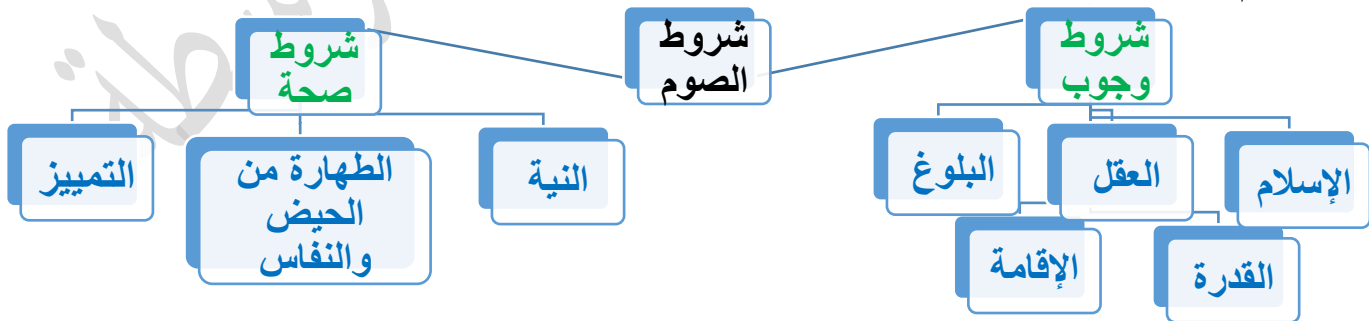 شروط
الصوم
شروط
وجوب
الإسلام
العقل
البلوغ
القدرة
الإقامة
شروط
صحة
النية
الطهارة من
الحيض
والنفاس
التمييز